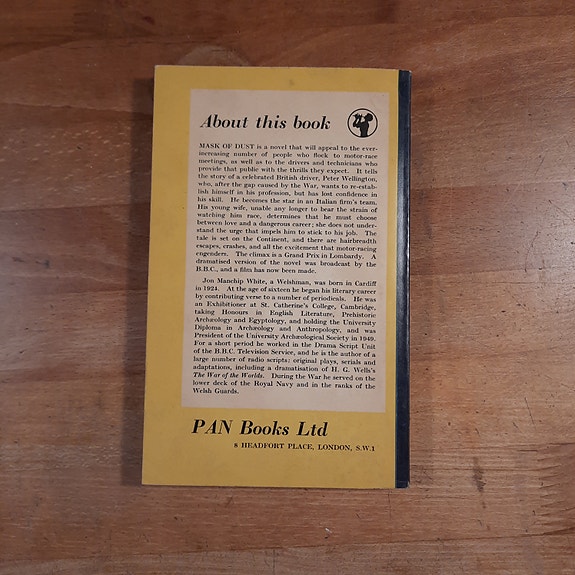 About this book
MASK OF DUST is a novel that will appeal to the ever-
increasing number of people who flock to motor-race
meetings, as well as to the drivers and technicians who
provide that public with the thrills they expect. It tells
the story of a celebrated British driver, Peter Wellington,
who, after the gap caused by the War, wants to re-estab-
lish himself in his profession, but has lost confidence in
his skill. He becomes the star in an Italian firm's team.
His young wife, unable any longer to bear the strain of
watching him race, determines that he must choose
between love and a dangerous career; she does not under-
stand the urge that impels him to stick to his job. The
tale is set on the Continent, and there are hairbreadth
escapes, crashes, and all the excitement that motor-racing
engenders. The climax is a Grand Prix in Lombardy. A
dramatised version of the novel was broadcast by the
B.B.C., and a film has now been made.
Jon Manchip White, a Welshman, was born in Cardiff
in 1924. At the age of sixteen he began his literary career
by contributing verse to a number of periodicals. He was
an Exhibitioner at St. Catherine's College, Cambridge,
taking Honours in English Literature, Prehistoric
Archæology and Egyptology, and holding the University
Diploma in Archæology and Anthropology, and was
President of the University Archæological Society in 1949.
For a short period he worked in the Drama Script Unit
of the B.B.C. Television Service, and he is the author of a
large number of radio scripts: original plays, serials and
adaptations, including a dramatisation of H. G. Wells's
The War of the Worlds. During the War he served on the
lower deck of the Royal Navy and in the ranks of the
Welsh Guards.
PAN Books Ltd
8 HEADFORT PLACE, LONDON, S.W.1